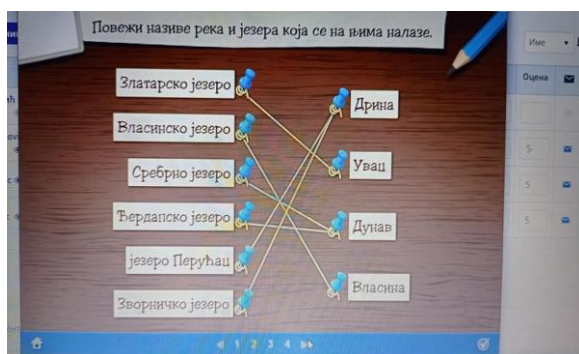 Повежи називе река и језера која се на њима налазе.
Име
Оцена
Златарско језеро
Дрина
Власинско језеро
Увац
Сребрно језеро
Ђердапско језеро
Дунав
језеро Перућац
Власина
Зворничко језеро
5
5
5
1 2 3 4